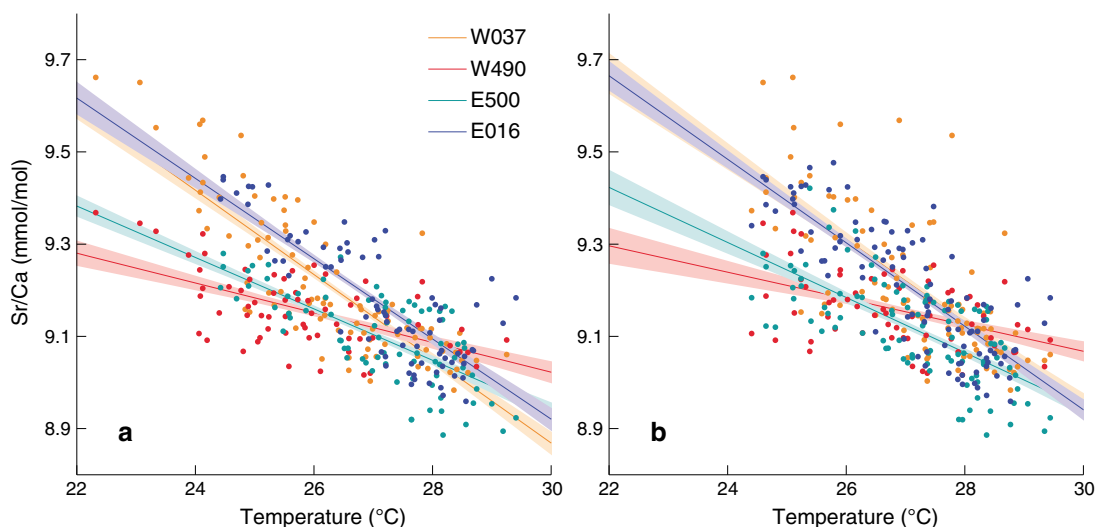 W037
W490
E500
E016
Sr/Ca (mmol/mol)
9.7
9.5
9.3
9.1
8.9
a
22
24
26
28
30
Temperature (°C)
9.7
9.5
9.3
9.1
8.9
b
22
24
26
28
30
Temperature (°C)